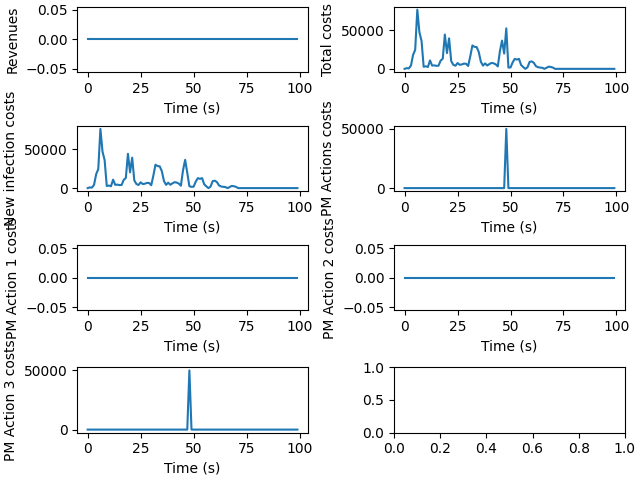 Revenues
0.05
0.00
−0.05
0 25 50 75 100
Time (s)
Total costs
50000
0
0 25 50 75 100
Time (s)
New infection costs
50000
0
0 25 50 75 100
Time (s)
PM Actions costs
50000
0
0 25 50 75 100
Time (s)
PM Action 1 costs
0.05
0.00
−0.05
0 25 50 75 100
Time (s)
PM Action 2 costs
0.05
0.00
−0.05
0 25 50 75 100
Time (s)
PM Action 3 costs
50000
0
0 25 50 75 100
Time (s)
1.0
0.5
0.0
0.0 0.2 0.4 0.6 0.8 1.0